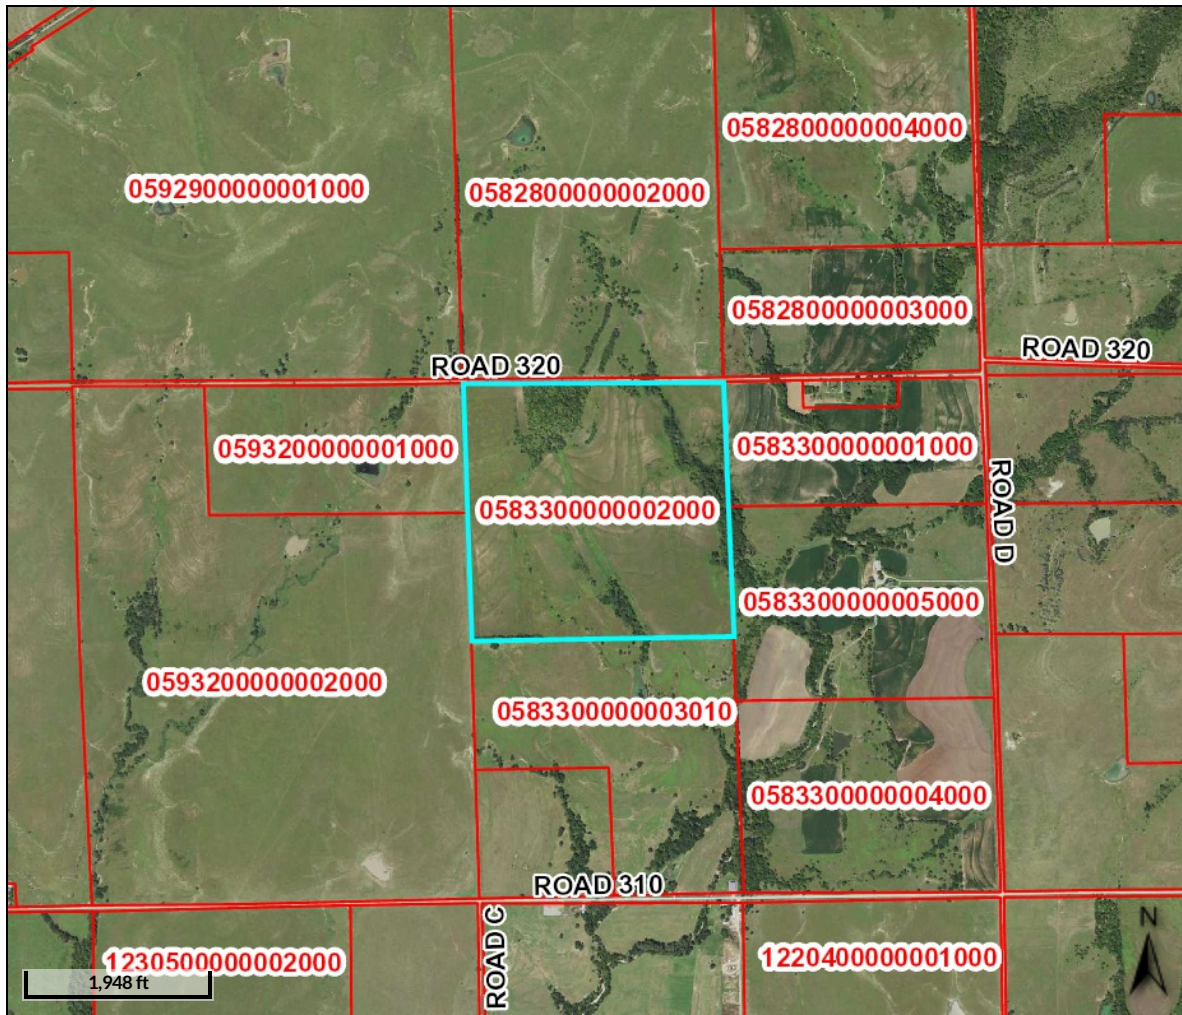 0582800000004000
0592900000001000
0582800000002000
0582800000003000
ROAD 320
ROAD 320
0593200000001000
0583300000001000
ROAD D
0583300000002000
0583300000005000
0593200000002000
0583300000003010
0583300000004000
ROAD 310
ROAD C
N
1230500000002000
1220400000001000
1,948 ft